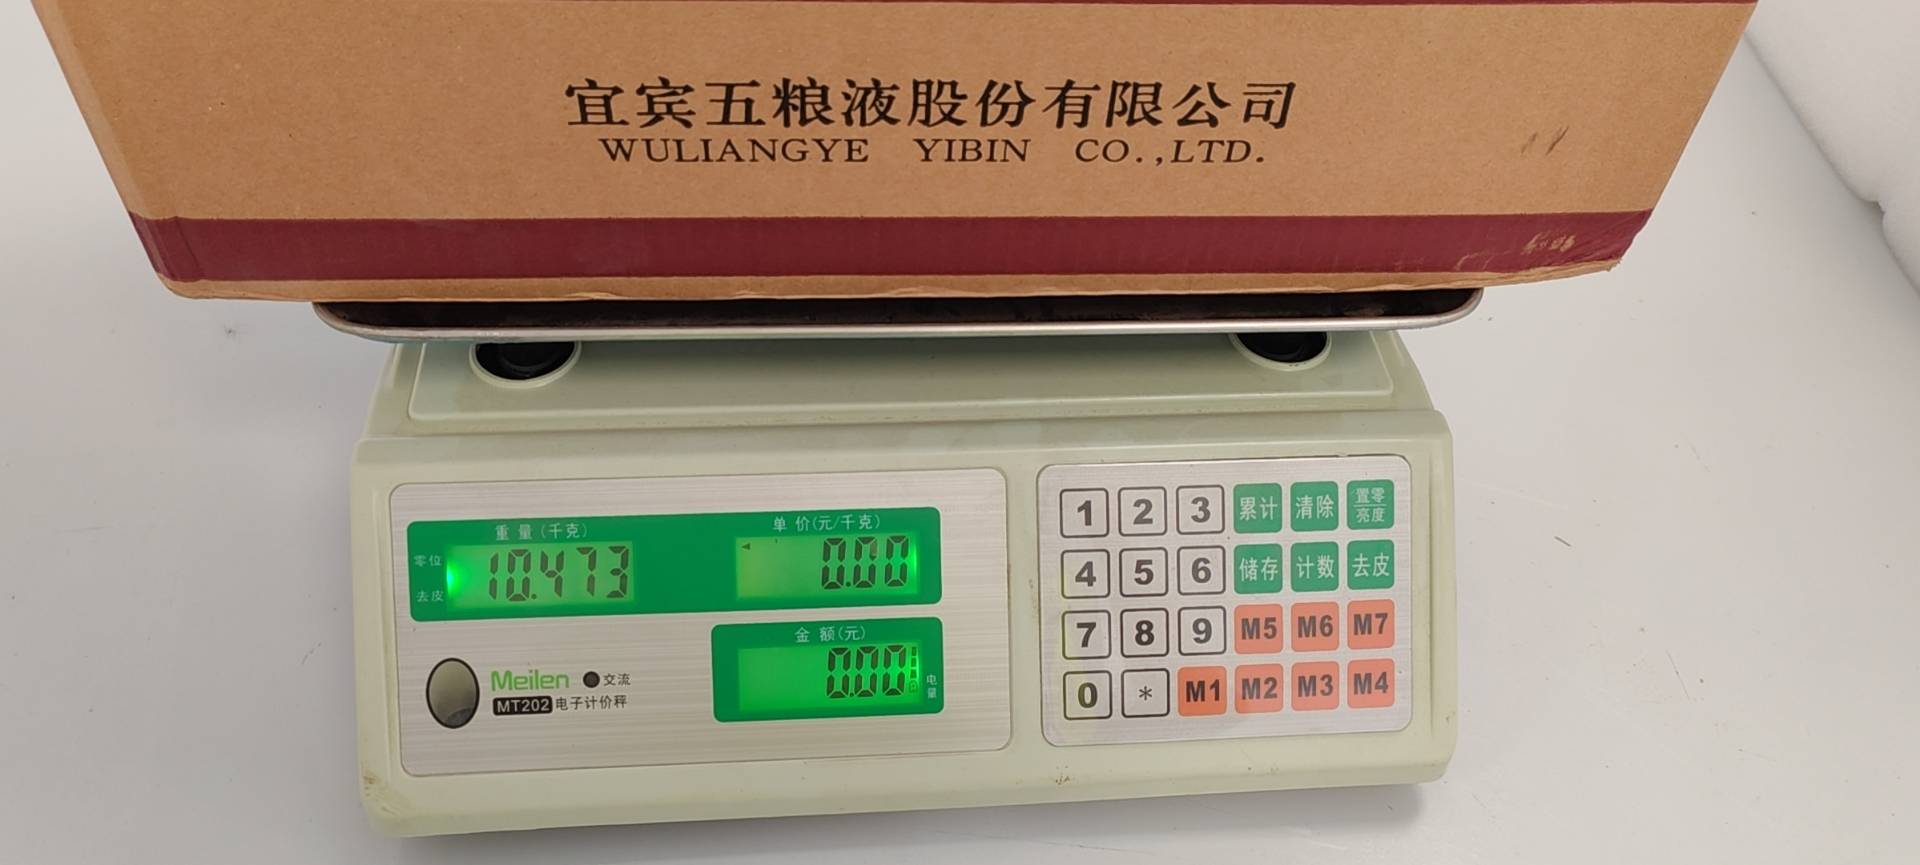 宜宾五粮液股份有限公司
WULIANGYE YIBIN CO.,LTD.
重量(千克)
单价(元/千克)
零位
去皮
10.473
0.00
金额(元)
0.00
电量
Meilen 交流
MT202 电子计价秤
1 2 3 累计 清除 置零 亮度
4 5 6 储存 计数 去皮
7 8 9 M5 M6 M7
0 * M1 M2 M3 M4